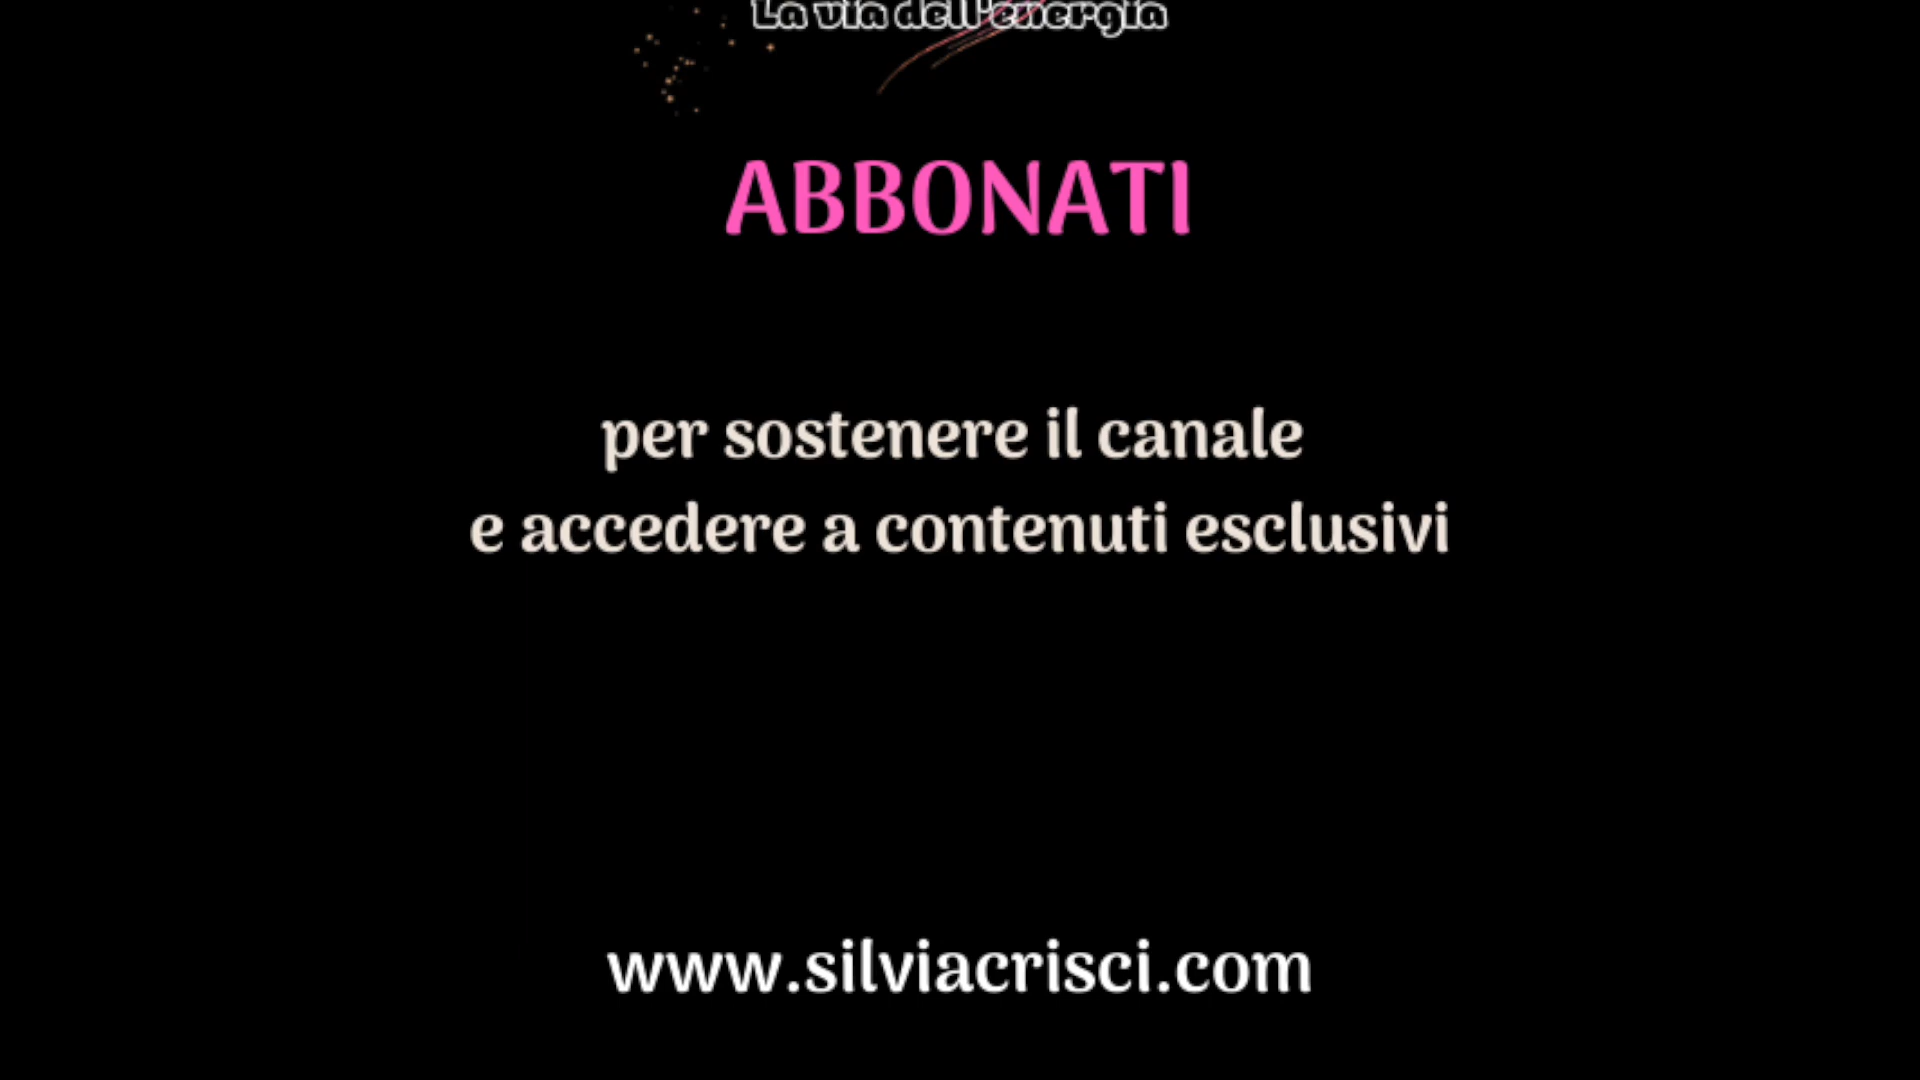 La via dell'energia
ABBONATI
per sostenere il canale
e accedere a contenuti esclusivi
www.silviacrisci.com